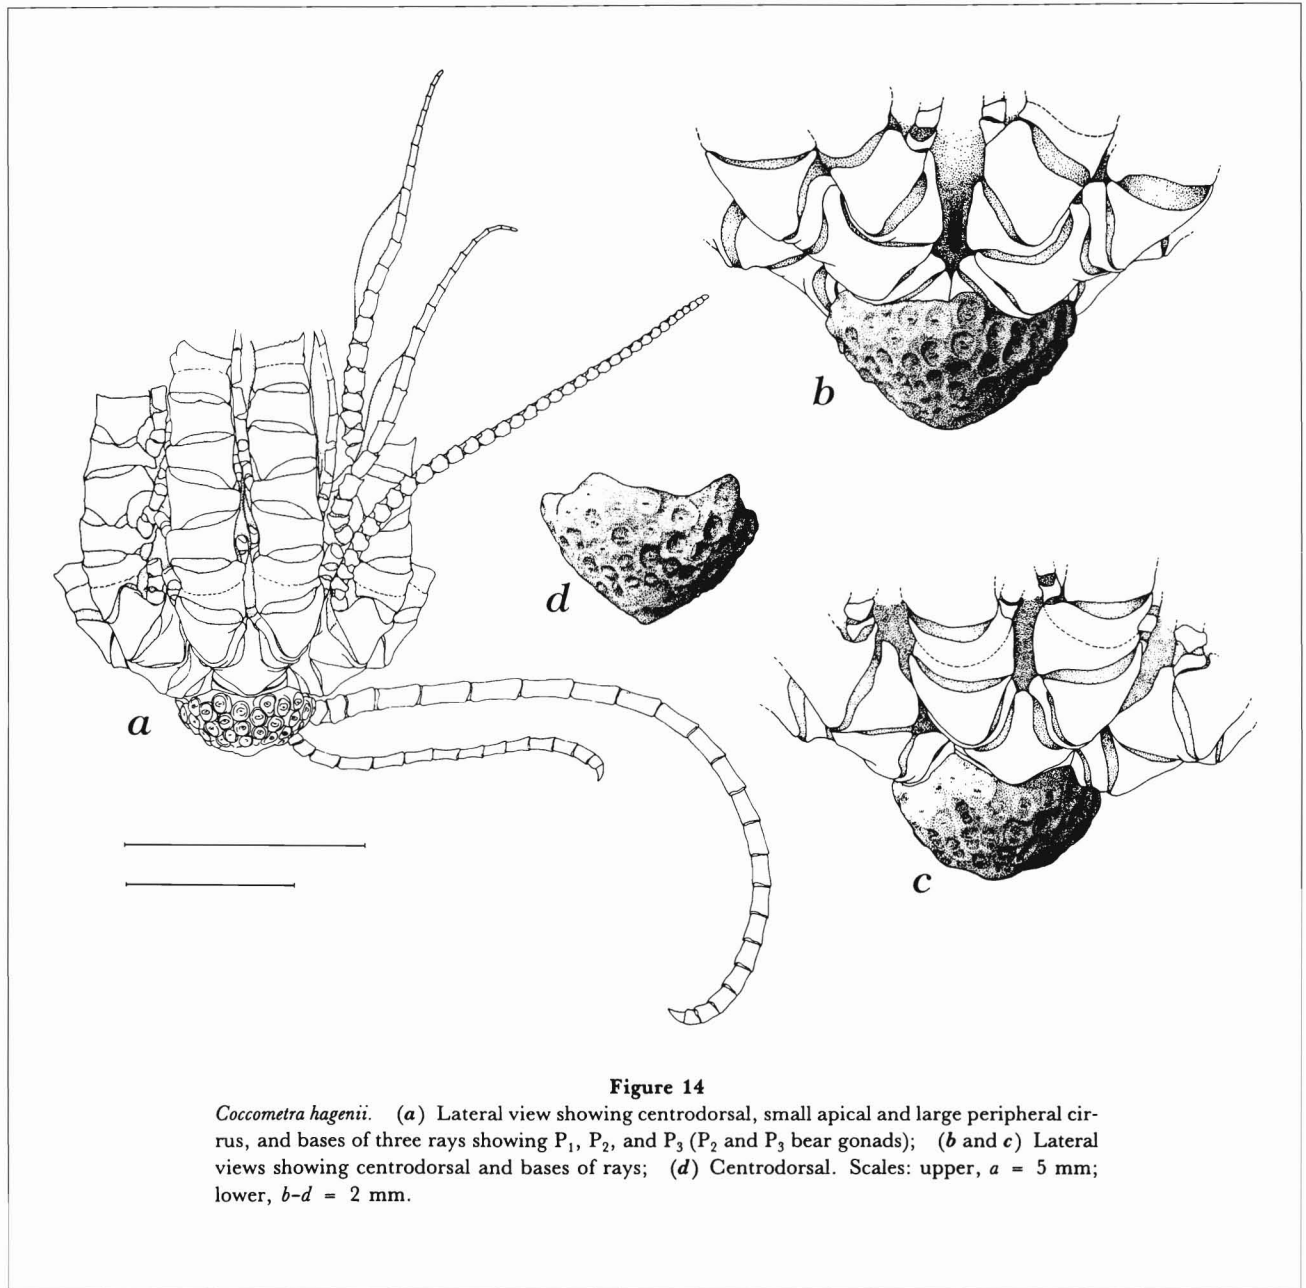 a
b
c
d
Figure 14
Coccometra hagenii. (a) Lateral view showing centrodorsal, small apical and large peripheral cir-
rus, and bases of three rays showing P₁, P₂, and P₃ (P₂ and P₃ bear gonads); (b and c) Lateral
views showing centrodorsal and bases of rays; (d) Centrodorsal. Scales: upper, a = 5 mm;
lower, b–d = 2 mm.